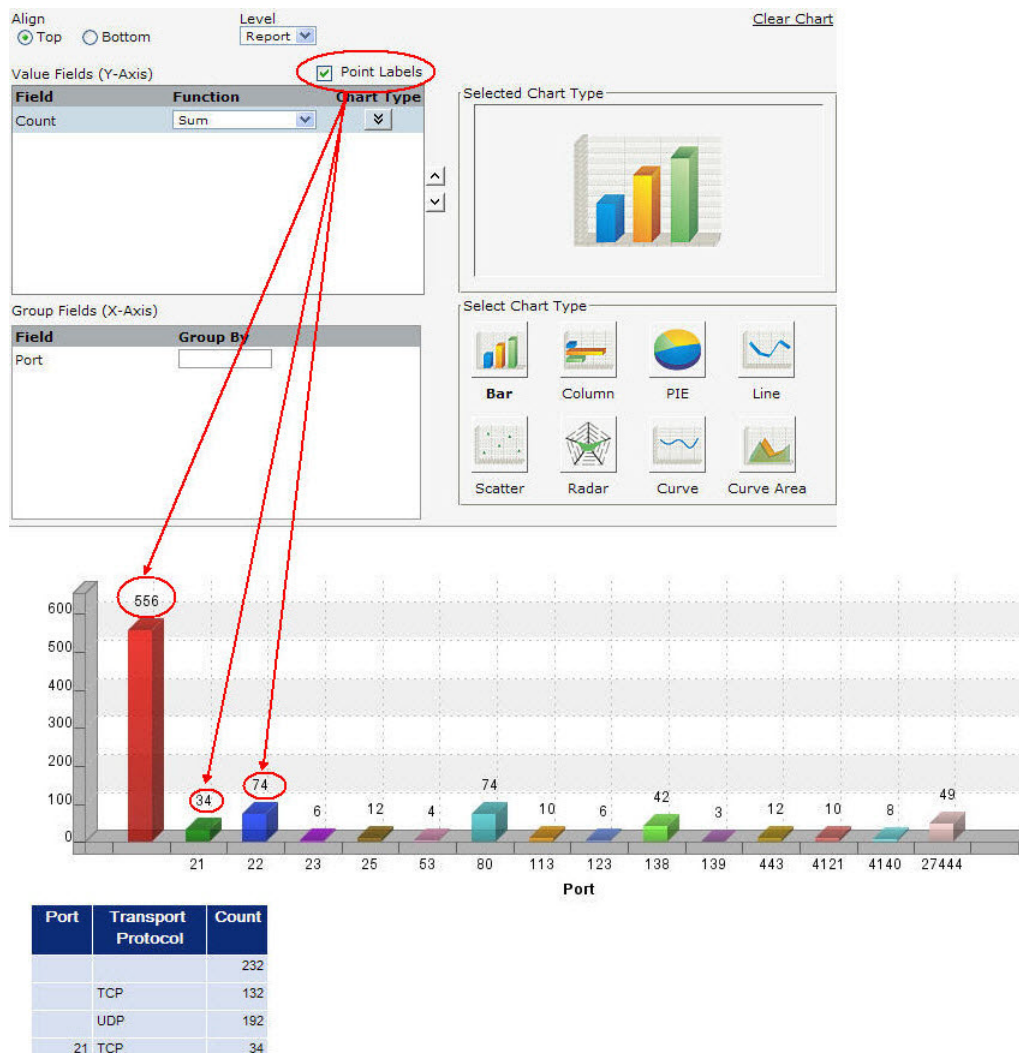 Align Level Clear Chart
Top Bottom Report
Value Fields (Y-Axis) Point Labels
Field Function Chart Type
Count Sum
Selected Chart Type
Group Fields (X-Axis)
Field Group By
Port
Select Chart Type
Bar Column PIE Line
Scatter Radar Curve Curve Area
600
500
400
300
200
100
0
556 34 74 6 12 4 74 10 6 42 3 12 10 8 49
21 22 23 25 53 80 113 123 138 139 443 4121 4140 27444
Port
Port Transport Protocol Count
232
TCP 132
UDP 192
21 TCP 34